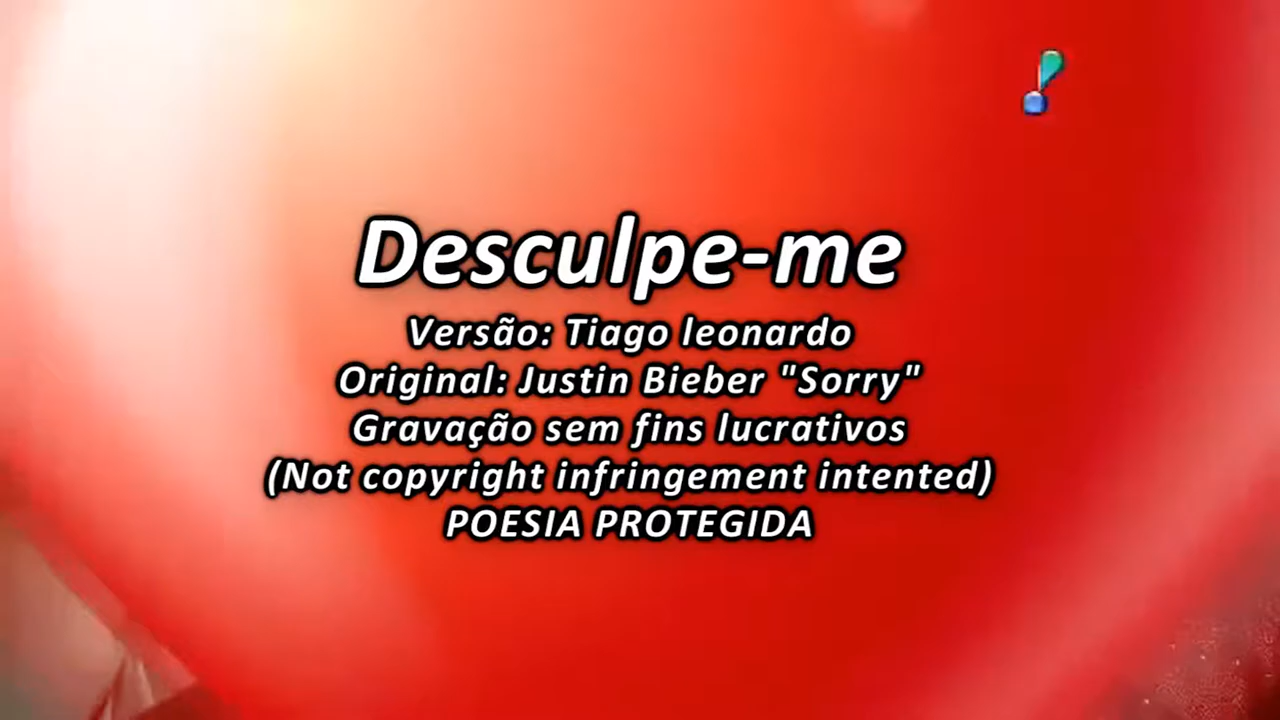 Desculpe-me
Versão: Tiago leonardo
Original: Justin Bieber "Sorry"
Gravação sem fins lucrativos
(Not copyright infringement intented)
POESIA PROTEGIDA